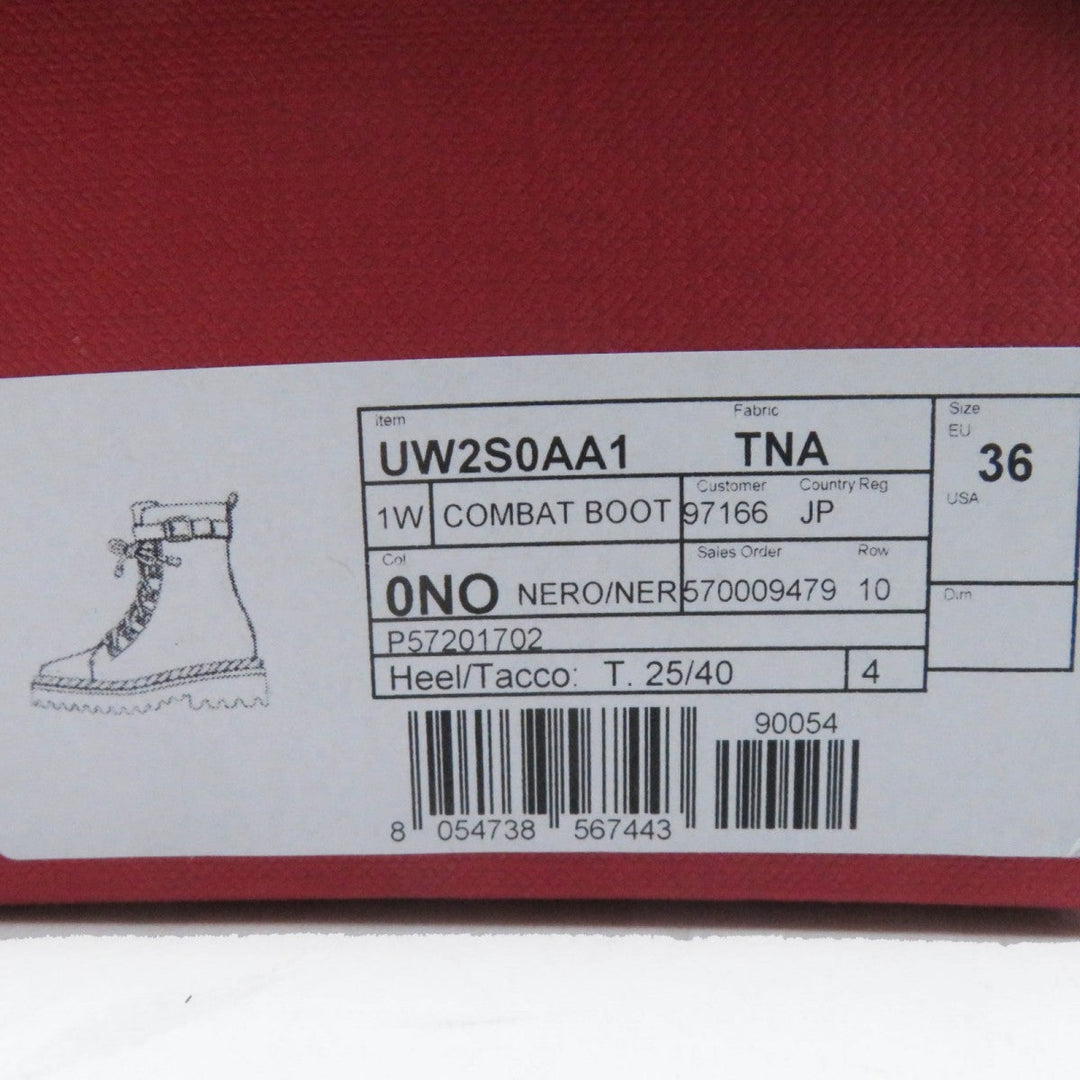 Item Fabric Size
UW2S0AA1 TNA EU 36
1W COMBAT BOOT Customer 97166 Country Reg JP USA
Col Sales Order Row
0NO NERO/NER 570009479 10 Dim
P57201702
Heel/Tacco: T. 25/40 4
90054
8 054738 567443